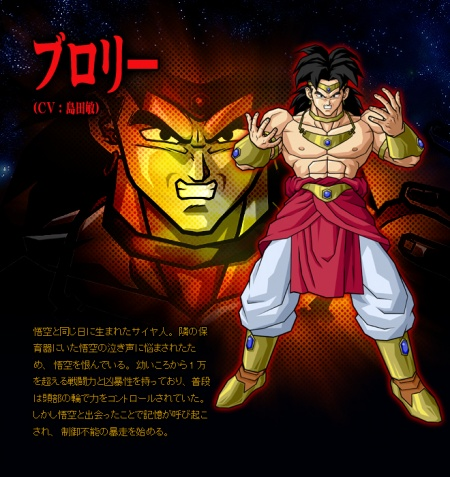 ブロリー
(CV：島田敏)
悟空と同じ日に生まれたサイヤ人。隣の保
育器にいた悟空の泣き声に悩まされたた
め、悟空を恨んでいる。幼いころから１万
を超える戦闘力と凶暴性を持っており、普段
は頭部の輪で力をコントロールされていた。
しかし悟空と出会ったことで記憶が呼び起こ
され、制御不能の暴走を始める。